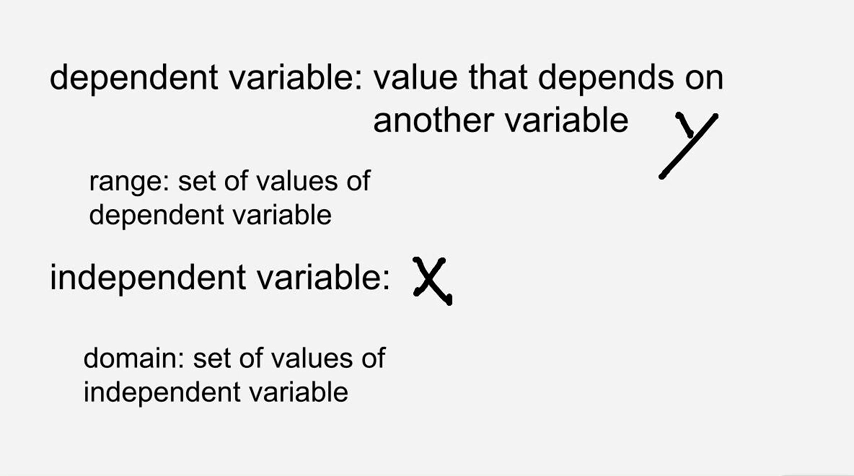 dependent variable: value that depends on
another variable y
range: set of values of
dependent variable
independent variable: x
domain: set of values of
independent variable